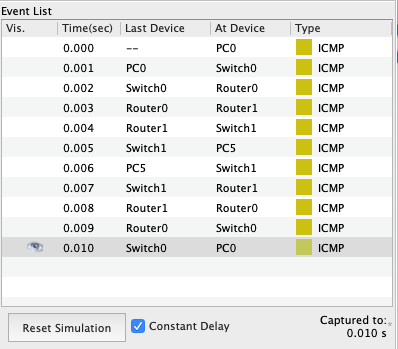 Event List
Vis. Time(sec) Last Device At Device Type
0.000 -- PC0 ICMP
0.001 PC0 Switch0 ICMP
0.002 Switch0 Router0 ICMP
0.003 Router0 Router1 ICMP
0.004 Router1 Switch1 ICMP
0.005 Switch1 PC5 ICMP
0.006 PC5 Switch1 ICMP
0.007 Switch1 Router1 ICMP
0.008 Router1 Router0 ICMP
0.009 Router0 Switch0 ICMP
0.010 Switch0 PC0 ICMP
Reset Simulation Constant Delay Captured to:
0.010 s